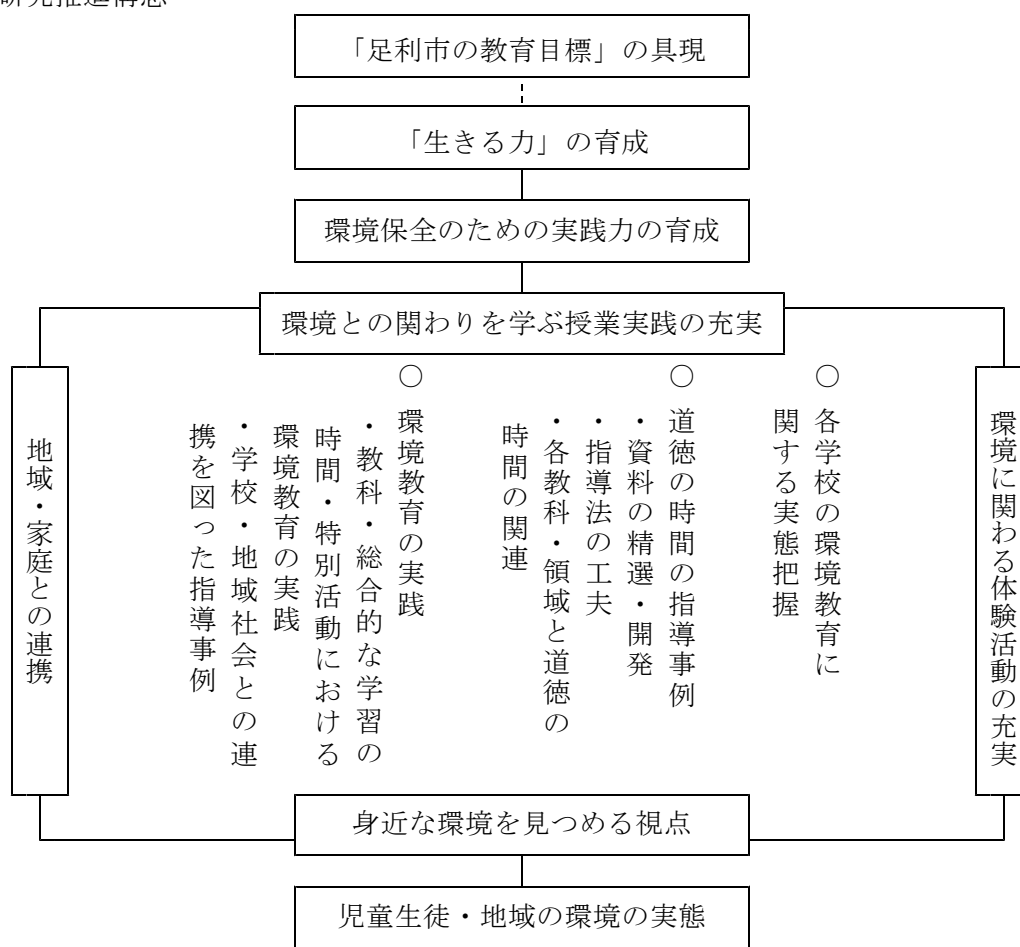 「足利市の教育目標」の具現
「生きる力」の育成
環境保全のための実践力の育成
環境との関わりを学ぶ授業実践の充実
環境に関わる体験活動の充実
○ 各学校の環境教育に
関する実態把握
○ 道徳の時間の指導事例
・資料の精選・開発
・指導法の工夫
・各教科・領域と道徳の
時間の関連
○ 環境教育の実践
・教科・総合的な学習の
時間・特別活動における
環境教育の実践
・学校・地域社会との連
携を図った指導事例
地域・家庭との連携
身近な環境を見つめる視点
児童生徒・地域の環境の実態